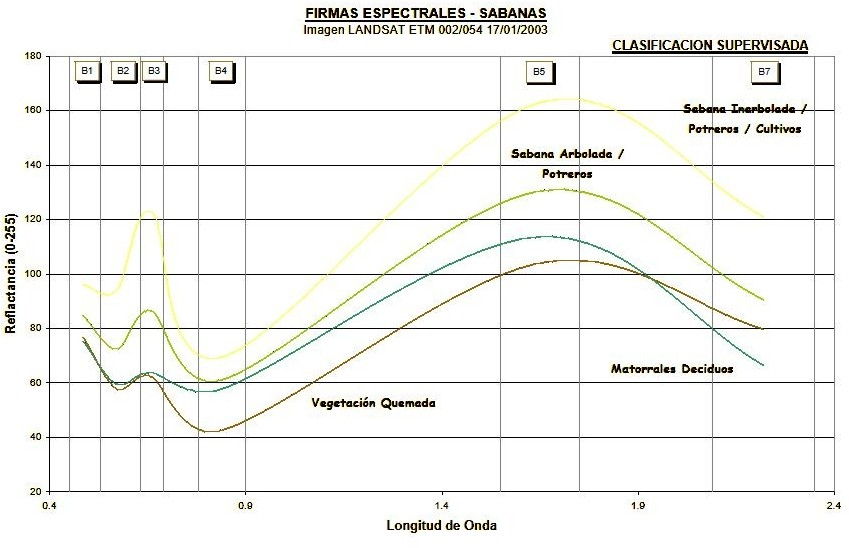 FIRMAS ESPECTRALES - SABANAS
Imagen LANDSAT ETM 002/054 17/01/2003
CLASIFICACION SUPERVISADA
180
B1 B2 B3 B4 B5 B7
160
Sabana Inarbolada /
Potreros / Cultivos
Sabana Arbolada /
Potreros
140
120
100
80
60
40
20
Reflactancia (0-255)
Matorrales Deciduos
Vegetación Quemada
0.4 0.9 1.4 1.9 2.4
Longitud de Onda